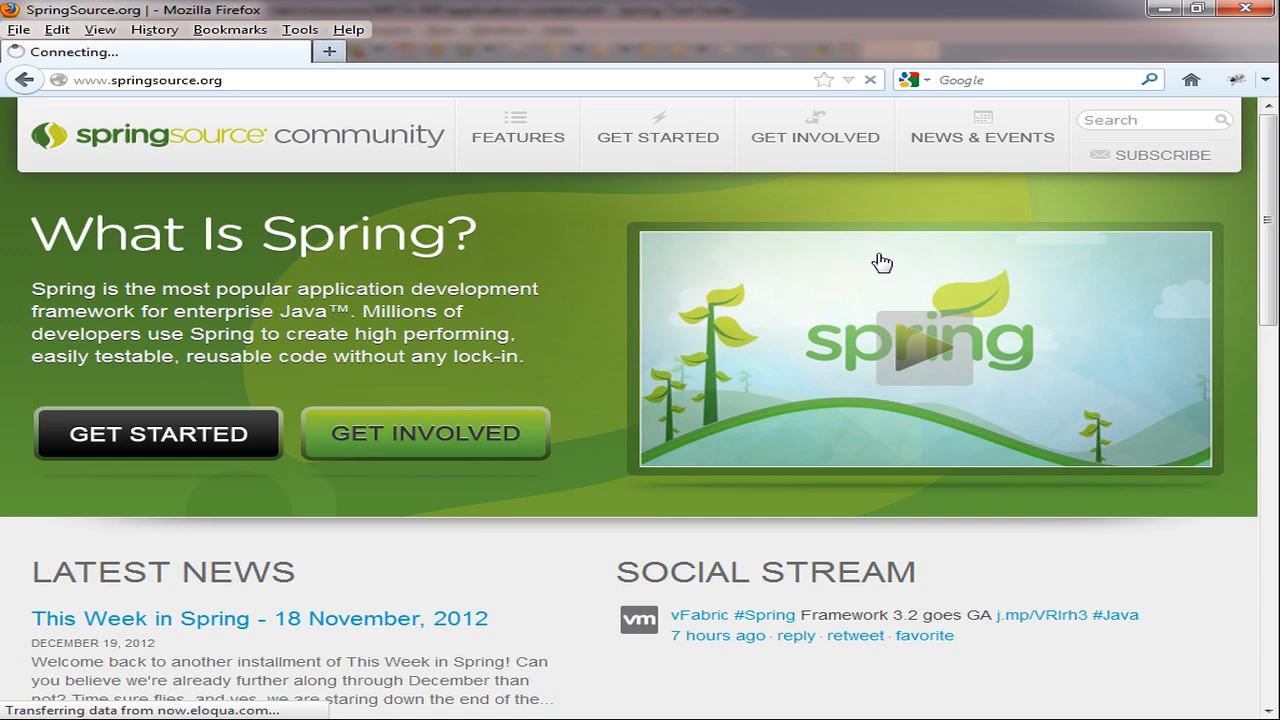 SpringSource.org | - Mozilla Firefox
File Edit View History Bookmarks Tools Help
Connecting...
www.springsource.org
Google
springsource community
FEATURES
GET STARTED
GET INVOLVED
NEWS & EVENTS
Search
SUBSCRIBE
What Is Spring?
Spring is the most popular application development
framework for enterprise Java™. Millions of
developers use Spring to create high performing,
easily testable, reusable code without any lock-in.
GET STARTED
GET INVOLVED
spring
LATEST NEWS
This Week in Spring - 18 November, 2012
DECEMBER 19, 2012
Welcome back to another installment of This Week in Spring! Can
you believe we're already further along through December than
not? Time sure flies, and yes, we are staring down the end of the...
SOCIAL STREAM
vm
vFabric #Spring Framework 3.2 goes GA j.mp/VRlrh3 #Java
7 hours ago · reply · retweet · favorite
Transferring data from now.eloqua.com...